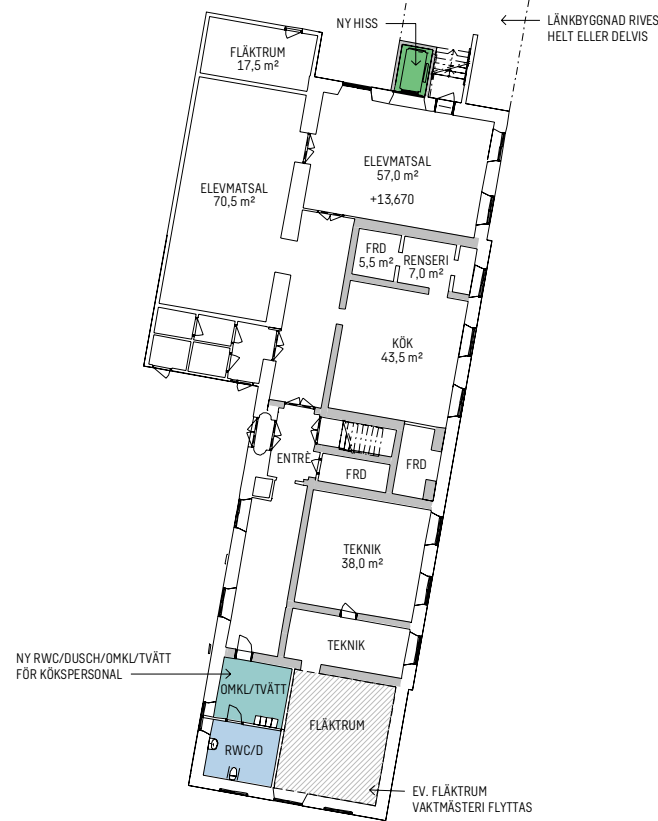 NY HISS
LÄNKBYGGNAD RIVES
HELT ELLER DELVIS
FLÄKTRUM
17,5 m²
ELEVMATSAL
57,0 m²
+13,670
ELEVMATSAL
70,5 m²
FRD
5,5 m²
RENSERI
7,0 m²
KÖK
43,5 m²
ENTRÈ
FRD
FRD
TEKNIK
38,0 m²
TEKNIK
NY RWC/DUSCH/OMKL/TVÄTT
FÖR KÖKSPERSONAL
OMKL/TVÄTT
FLÄKTRUM
RWC/D
EV. FLÄKTRUM
VAKTMÄSTERI FLYTTAS